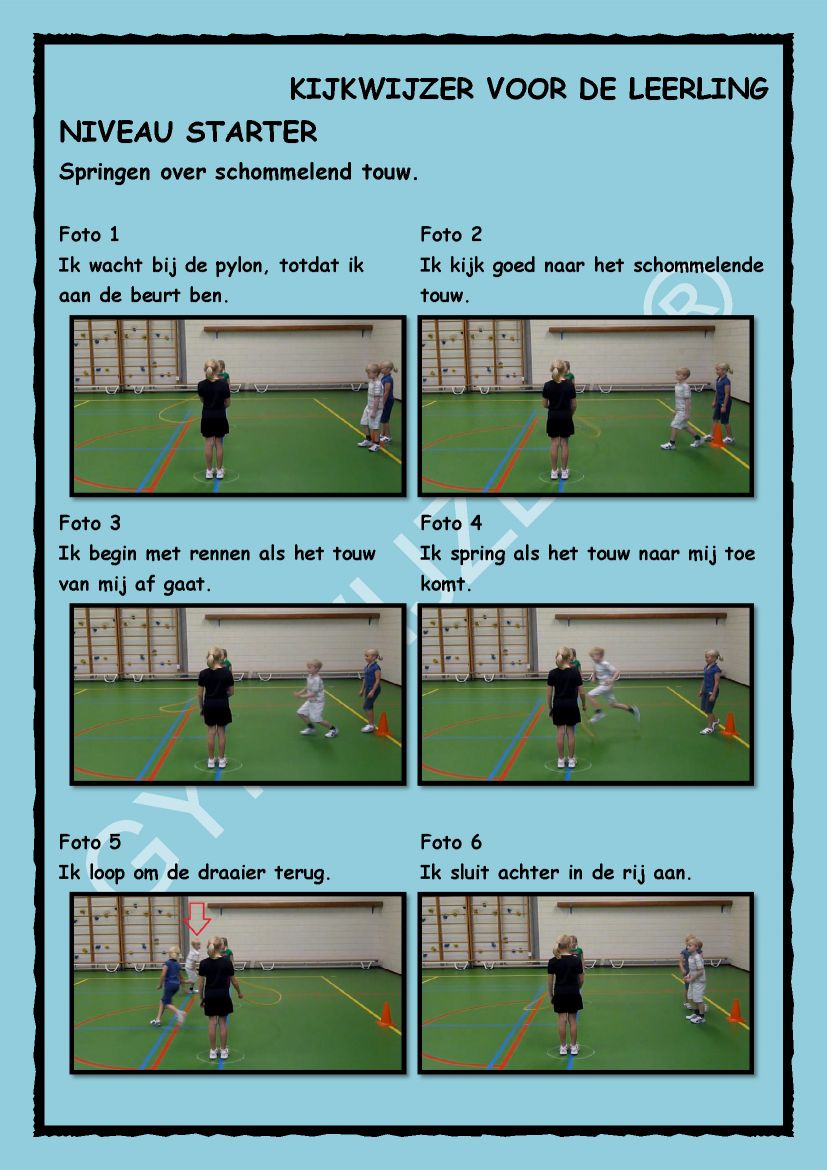 KIJKWIJZER VOOR DE LEERLING
NIVEAU STARTER
Springen over schommelend touw.
Foto 1
Ik wacht bij de pylon, totdat ik
aan de beurt ben.
Foto 2
Ik kijk goed naar het schommelende
touw.
Foto 3
Ik begin met rennen als het touw
van mij af gaat.
Foto 4
Ik spring als het touw naar mij toe
komt.
Foto 5
Ik loop om de draaier terug.
Foto 6
Ik sluit achter in de rij aan.